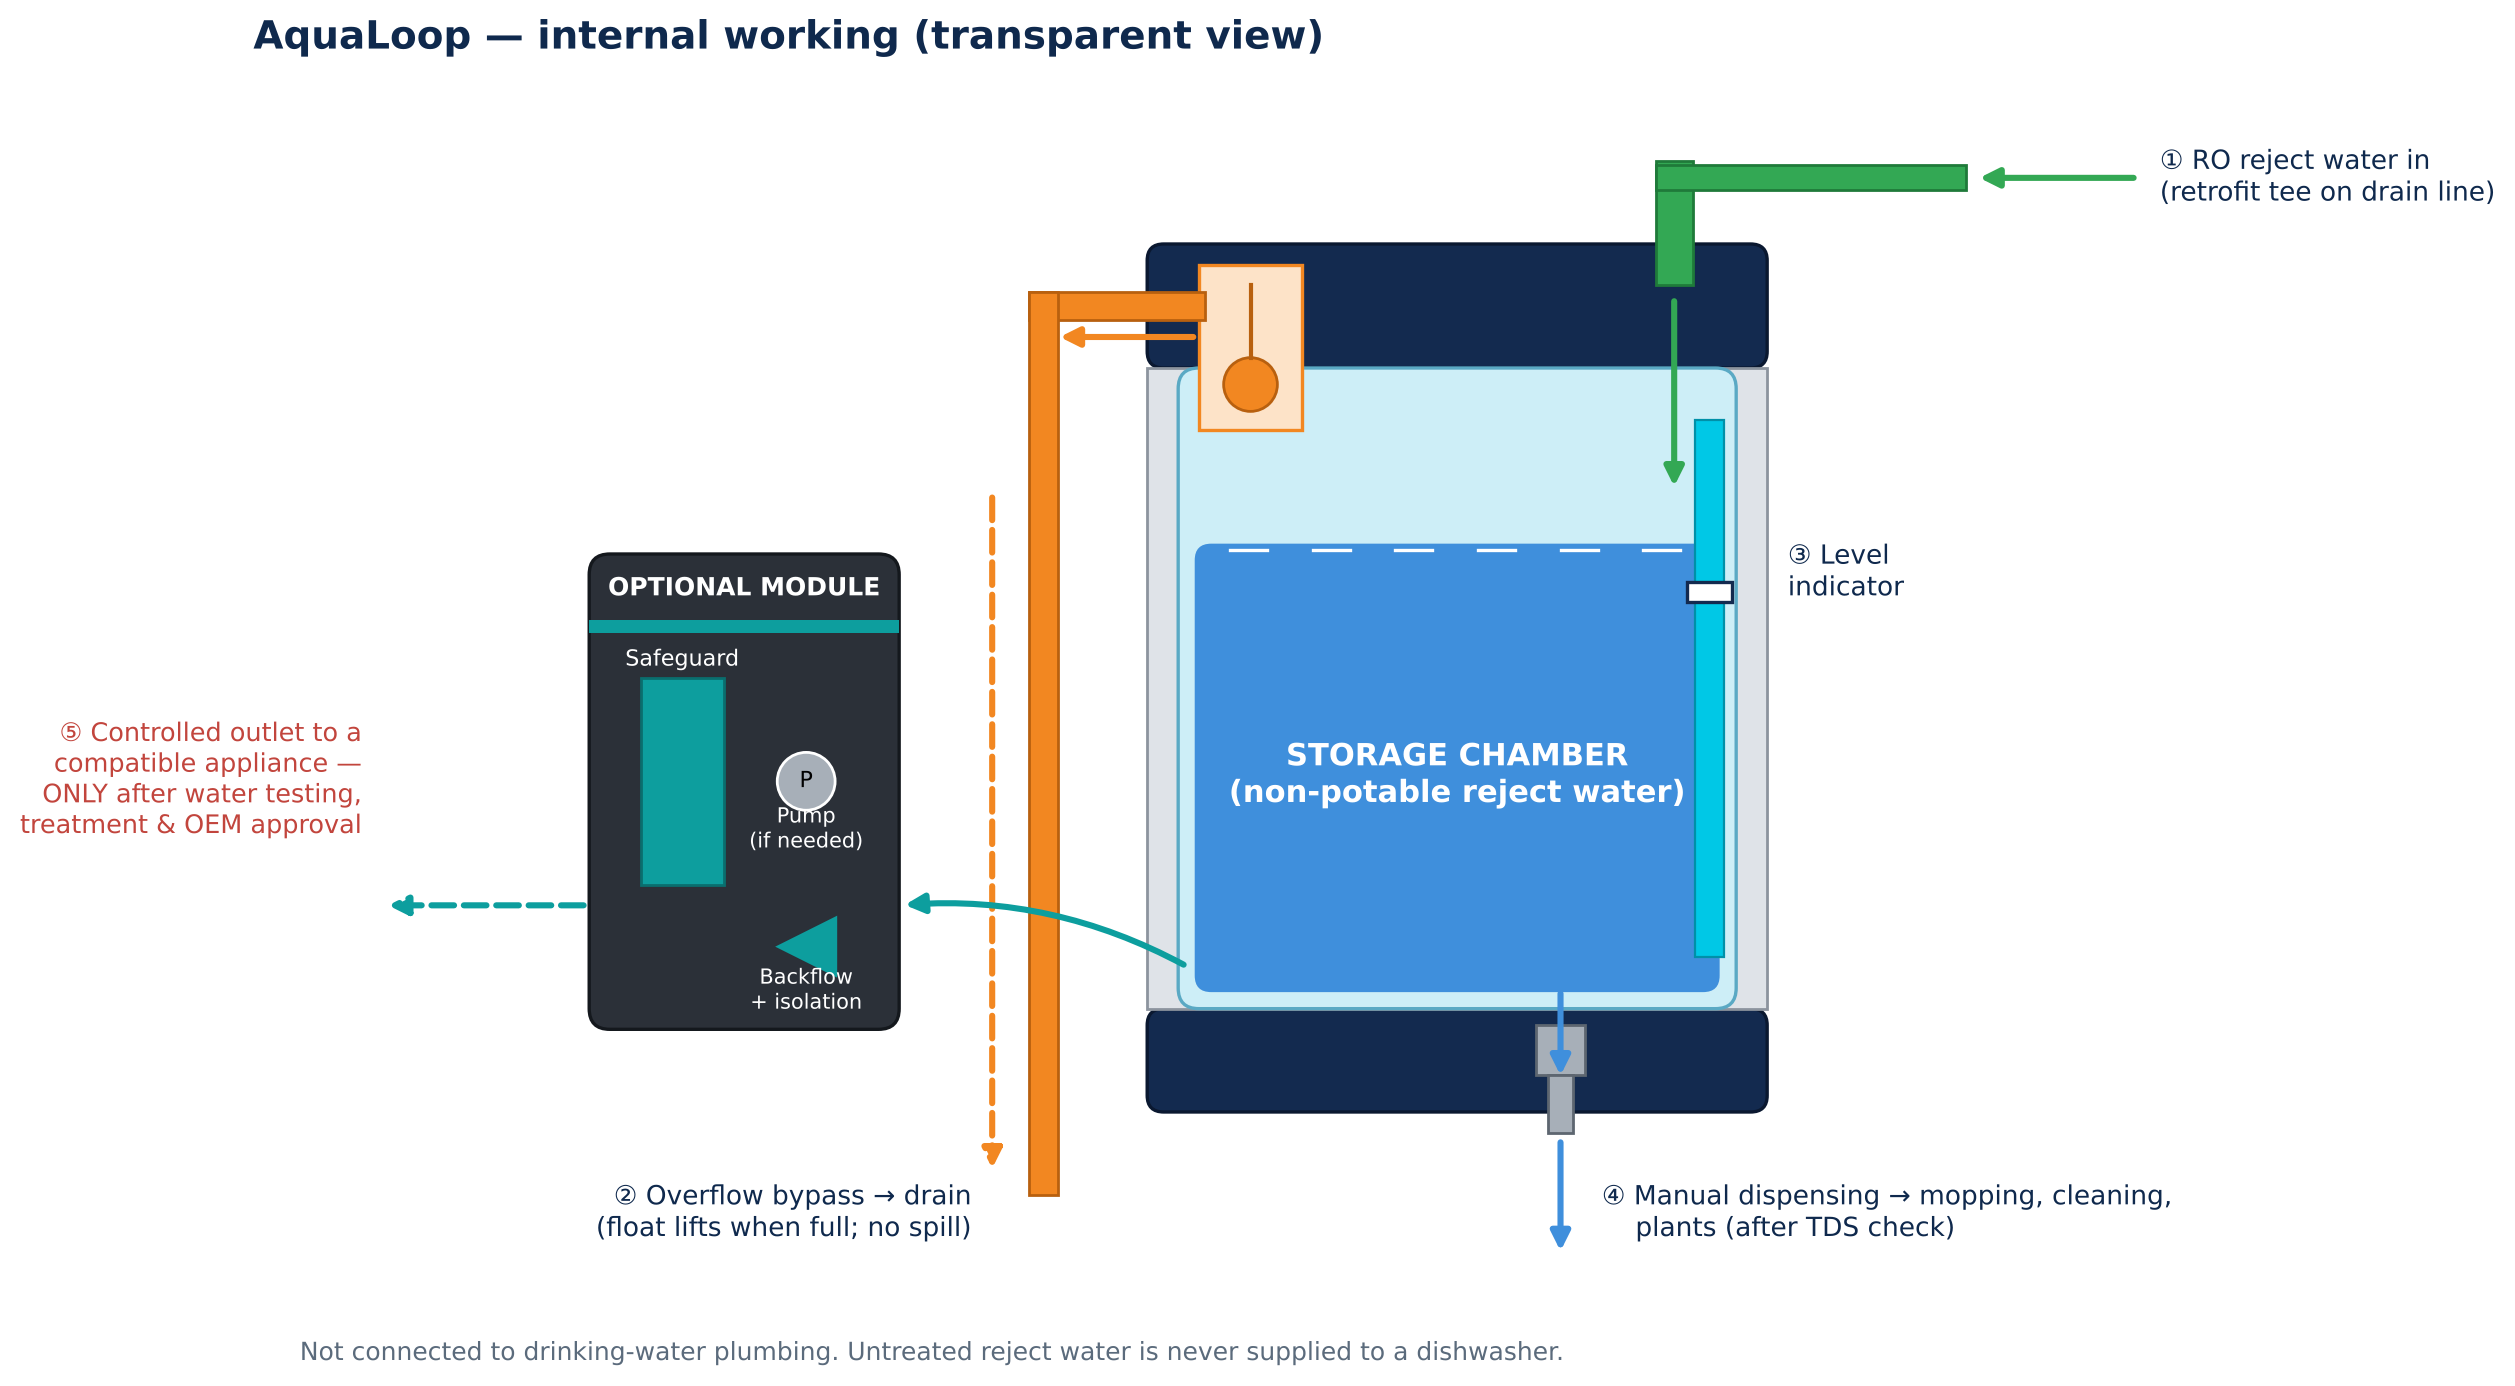 AquaLoop — internal working (transparent view)
① RO reject water in
(retrofit tee on drain line)
③ Level
indicator
OPTIONAL MODULE
Safeguard
P
Pump
(if needed)
Backflow
+ isolation
STORAGE CHAMBER
(non-potable reject water)
⑤ Controlled outlet to a
compatible appliance —
ONLY after water testing,
treatment & OEM approval
② Overflow bypass → drain
(float lifts when full; no spill)
④ Manual dispensing → mopping, cleaning,
plants (after TDS check)
Not connected to drinking-water plumbing. Untreated reject water is never supplied to a dishwasher.